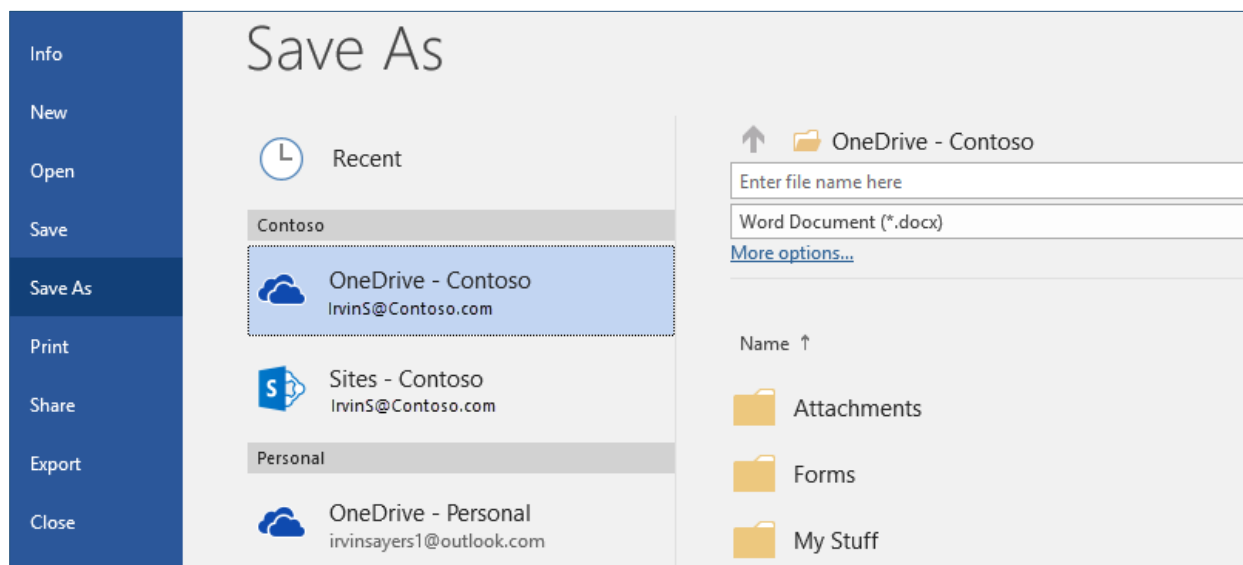 Info
New
Open
Save
Save As
Print
Share
Export
Close
Save As
Recent
Contoso
OneDrive - Contoso
IrvinS@Contoso.com
Sites - Contoso
IrvinS@Contoso.com
Personal
OneDrive - Personal
irvinsayers1@outlook.com
OneDrive - Contoso
Enter file name here
Word Document (*.docx)
More options...
Name ↑
Attachments
Forms
My Stuff